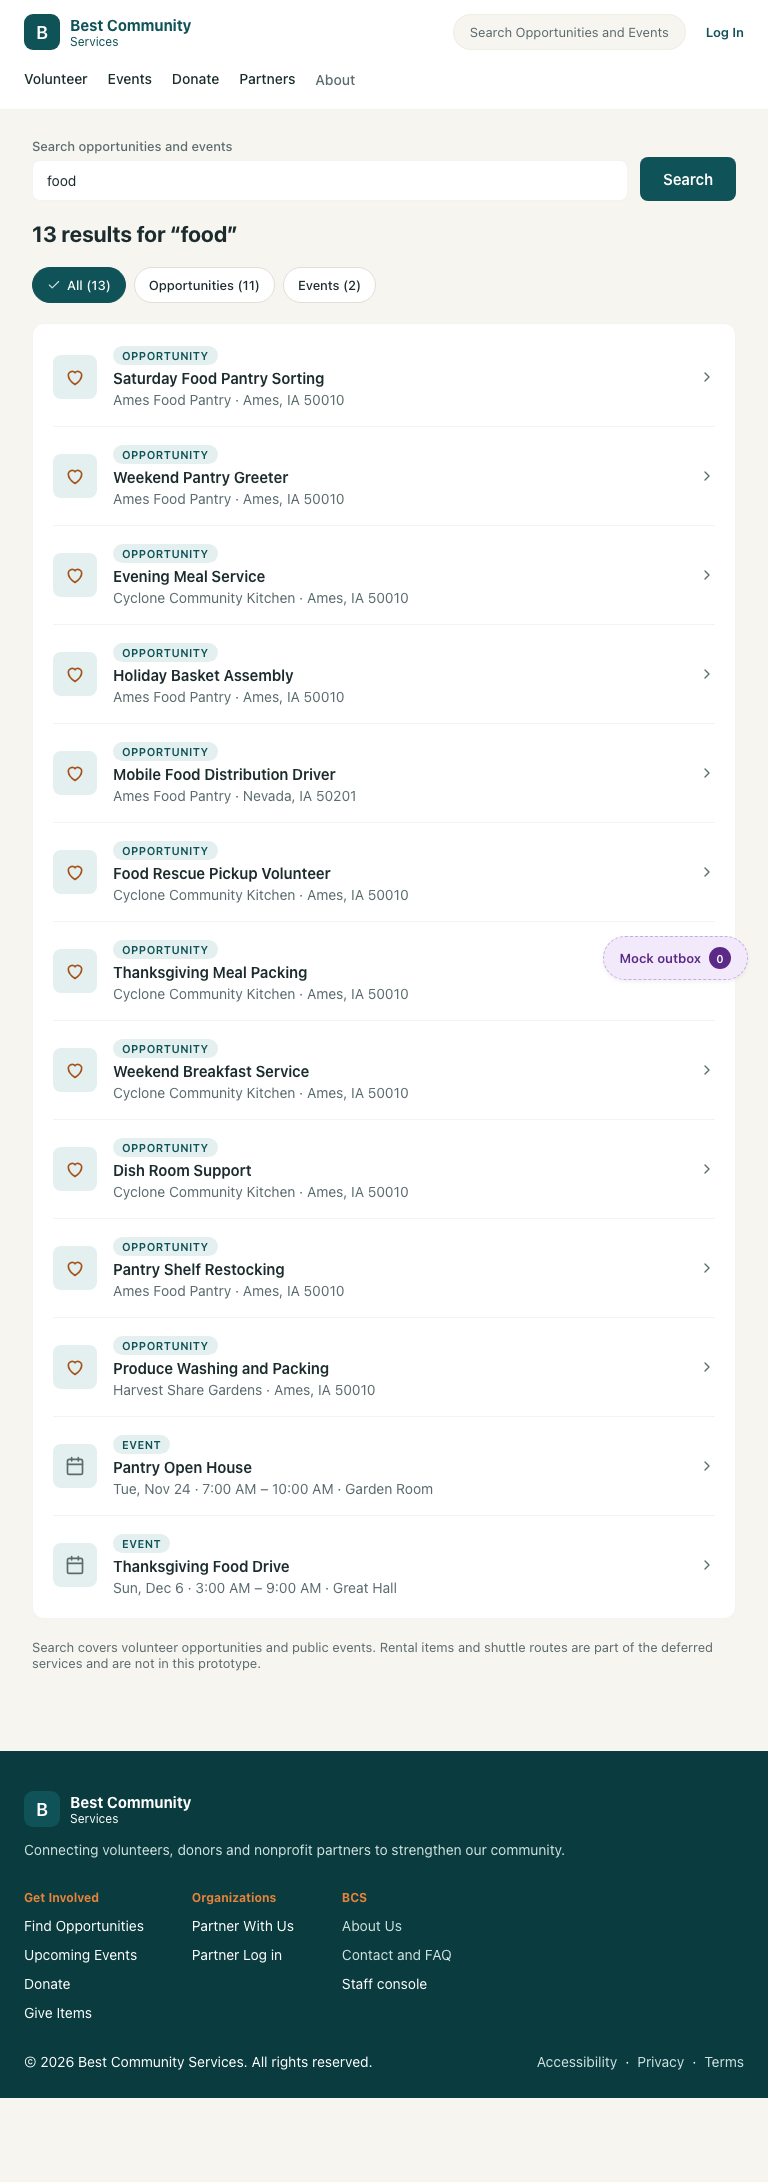 B
Best Community
Services
Search Opportunities and Events
Log In
Volunteer
Events
Donate
Partners
About
Search opportunities and events
food
Search
13 results for “food”
All (13)
Opportunities (11)
Events (2)
OPPORTUNITY
Saturday Food Pantry Sorting
Ames Food Pantry · Ames, IA 50010
OPPORTUNITY
Weekend Pantry Greeter
Ames Food Pantry · Ames, IA 50010
OPPORTUNITY
Evening Meal Service
Cyclone Community Kitchen · Ames, IA 50010
OPPORTUNITY
Holiday Basket Assembly
Ames Food Pantry · Ames, IA 50010
OPPORTUNITY
Mobile Food Distribution Driver
Ames Food Pantry · Nevada, IA 50201
OPPORTUNITY
Food Rescue Pickup Volunteer
Cyclone Community Kitchen · Ames, IA 50010
OPPORTUNITY
Thanksgiving Meal Packing
Cyclone Community Kitchen · Ames, IA 50010
Mock outbox 0
OPPORTUNITY
Weekend Breakfast Service
Cyclone Community Kitchen · Ames, IA 50010
OPPORTUNITY
Dish Room Support
Cyclone Community Kitchen · Ames, IA 50010
OPPORTUNITY
Pantry Shelf Restocking
Ames Food Pantry · Ames, IA 50010
OPPORTUNITY
Produce Washing and Packing
Harvest Share Gardens · Ames, IA 50010
EVENT
Pantry Open House
Tue, Nov 24 · 7:00 AM – 10:00 AM · Garden Room
EVENT
Thanksgiving Food Drive
Sun, Dec 6 · 3:00 AM – 9:00 AM · Great Hall
Search covers volunteer opportunities and public events. Rental items and shuttle routes are part of the deferred
services and are not in this prototype.
B
Best Community
Services
Connecting volunteers, donors and nonprofit partners to strengthen our community.
Get Involved
Find Opportunities
Upcoming Events
Donate
Give Items
Organizations
Partner With Us
Partner Log in
BCS
About Us
Contact and FAQ
Staff console
© 2026 Best Community Services. All rights reserved.
Accessibility · Privacy · Terms